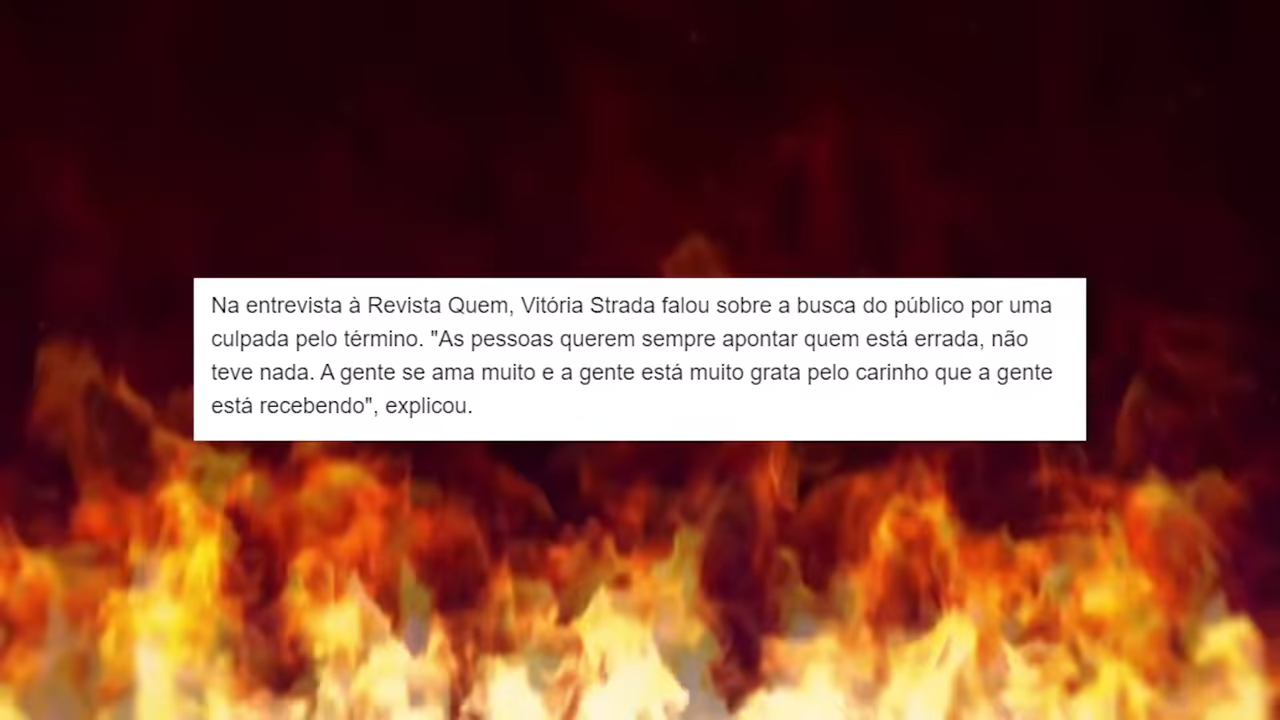 Na entrevista à Revista Quem, Vitória Strada falou sobre a busca do público por uma
culpada pelo término. "As pessoas querem sempre apontar quem está errada, não
teve nada. A gente se ama muito e a gente está muito grata pelo carinho que a gente
está recebendo", explicou.